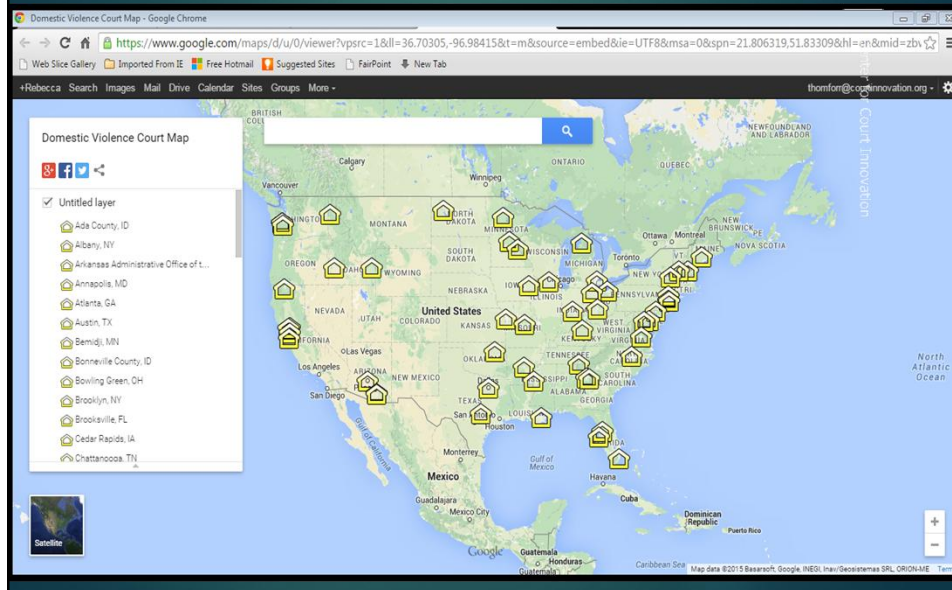 Domestic Violence Court Map - Google Chrome
https://www.google.com/maps/d/u/0/viewer?vpsrc=1&ll=36.70305,-96.98415&t=m&source=embed&ie=UTF8&msa=0&spn=21.806319,51.83309&hl=en&mid=zbv
Web Slice Gallery Imported From IE Free Hotmail Suggested Sites FairPoint New Tab
+Rebecca Search Images Mail Drive Calendar Sites Groups More
Court Innovation
Domestic Violence Court Map
Untitled layer
Ada County, ID
Albany, NY
Arkansas Administrative Office of t...
Annapolis, MD
Atlanta, GA
Austin, TX
Bemidji, MN
Bonneville County, ID
Bowling Green, OH
Brooklyn, NY
Brooksville, FL
Cedar Rapids, IA
Chattanooga, TN
Satellite
BRITISH
NEWFOUNDLAND
AND LABRADOR
Calgary
ONTARIO
QUEBEC
Winnipeg
Vancouver
NEW
BRUNSWICK
PE
NOVA SCOTIA
Ottawa
Montreal
MONTANA
SOUTH
DAKOTA
WISCONSIN
MICHIGAN
Toronto
VT
OREGON
WYOMING
NEBRASKA
ILLINOIS
NEVADA
UTAH
COLORADO
United States
KANSAS
WEST
VIRGINIA
Las Vegas
Los Angeles
San Diego
NEW MEXICO
TENNESSEE
SOUTH
CAROLINA
ALABAMA
GEORGIA
TEXAS
Houston
North
Atlantic
Ocean
Gulf of California
Monterrey
Gulf of
Mexico
Mexico
Havana
Cuba
Guadalajara
Mexico City
Dominican
Republic
Puerto Rico
Google
Guatemala
Honduras
Guatemala
Caribbean Sea
Map data ©2015 Basarsoft, Google, INEGI, Inav/Geosistemas SRL, ORION-ME